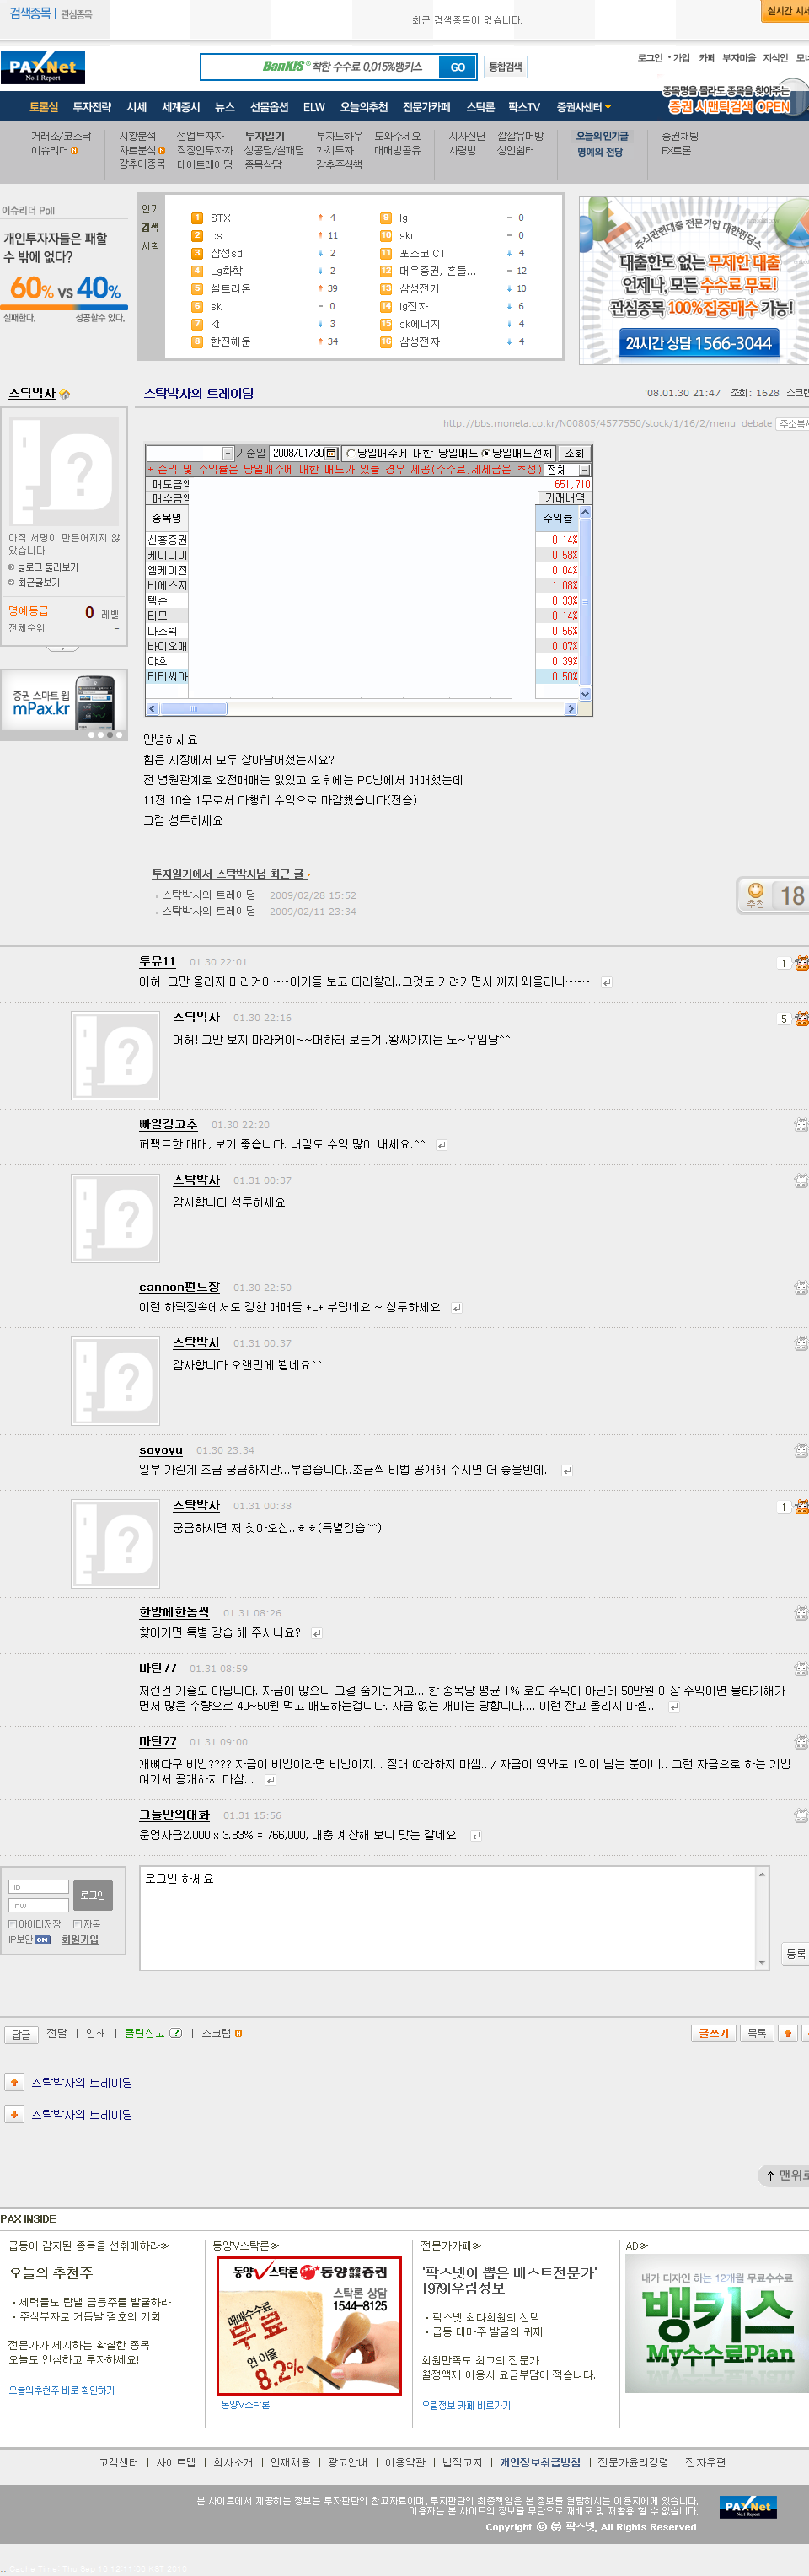 검색종목 | 관심종목
최근 검색종목이 없습니다.
실시간 시세
PAXNet
No.1 Report
BanKIS 착한 수수료 0.015%뱅키스
GO
통합검색
로그인 • 가입 카페 부자마을 지식인
종목명을 몰라도 종목을 찾아주는
증권 시맨틱검색 OPEN
토론실 투자전략 시세 세계증시 뉴스 선물옵션 ELW 오늘의추천 전문가카페 스탁론 팍스TV 증권사센터
거래소/코스닥 시황분석 전업투자자 투자일기 투자노하우 도와주세요 시사진단 깔깔유머방 오늘의 인기글 증권채팅
이슈리더 차트분석 직장인투자자 성공담/실패담 가치투자 매매방공유 사랑방 성인쉼터 명예의 전당 FX토론
강추이종목 데이트레이딩 종목상담 강추주식책
이슈리더 Poll
개인투자자들은 패할
수 밖에 없다?
60% VS 40%
실패한다. 성공할수 있다.
인기
검색
시황
1 STX 4 9 lg 0
2 cs 11 10 skc 0
3 삼성sdi 2 11 포스코ICT 4
4 Lg화학 2 12 대우증권, 흔들... 12
5 셀트리온 39 13 삼성전기 10
6 sk 0 14 lg전자 6
7 Kt 3 15 sk에너지 4
8 한진해운 34 16 삼성전자 4
주식관련대출 전문기업 대한핀딩스
대출한도 없는 무제한 대출
언제나, 모든 수수료 무료!
관심종목 100%집중매수 가능!
24시간 상담 1566-3044
스탁박사
스탁박사의 트레이딩
'08.01.30 21:47 조회: 1628 스크랩
http://bbs.moneta.co.kr/N00805/4577550/stock/1/16/2/menu_debate
아직 서명이 만들어지지 않
았습니다.
블로그 둘러보기
최근글보기
명예등급 0 레벨
전체순위 -
증권 스마트 웹
mPax.kr
기준일 2008/01/30 당일매수에 대한 당일매도 당일매도전체 조회
* 손익 및 수익률은 당일매수에 대한 매도가 있을 경우 제공(수수료,제세금은 추정) 전체
매도금액 651,710
매수금액 거래내역
종목명 수익률
신흥증권 0.14%
케이디이 0.58%
엠케이전 0.04%
비에스지 1.08%
텍슨 0.33%
티모 0.14%
다스텍 0.56%
바이오매 0.07%
야호 0.39%
티티씨아 0.50%
안녕하세요
힘든 시장에서 모두 살아남어셨는지요?
전 병원관계로 오전매매는 없었고 오후에는 PC방에서 매매했는데
11전 10승 1무로서 다행히 수익으로 마감했습니다(전승)
그럼 성투하세요
투자일기에서 스탁박사님 최근 글
스탁박사의 트레이딩 2009/02/28 15:52
스탁박사의 트레이딩 2009/02/11 23:34
추천 18
투유11 01.30 22:01 1
어허! 그만 올리지 마라커이~~아거들 보고 따라할라..그것도 가려가면서 까지 왜올리나~~~
스탁박사 01.30 22:16 5
어허! 그만 보지 마라커이~~머하러 보는겨..왕싸가지는 노~우임당^^
빠알강고추 01.30 22:20
퍼팩트한 매매, 보기 좋습니다. 내일도 수익 많이 내세요.^^
스탁박사 01.31 00:37
감사합니다 성투하세요
cannon펀드장 01.30 22:50
이런 하락장속에서도 강한 매매툴 +_+ 부럽네요 ~ 성투하세요
스탁박사 01.31 00:37
감사합니다 오랜만에 뵙네요^^
soyoyu 01.30 23:34
일부 가린게 조금 궁금하지만...부럽습니다..조금씩 비법 공개해 주시면 더 좋을텐데..
스탁박사 01.31 00:38 1
궁금하시면 저 찾아오삼..ㅎㅎ(특별강습^^)
한방에한놈씩 01.31 08:26
찾아가면 특별 강습 해 주시나요?
마틴77 01.31 08:59
저런건 기술도 아닙니다. 자금이 많으니 그걸 숨기는거고... 한 종목당 평균 1% 로도 수익이 아닌데 50만원 이상 수익이면 물타기해가
면서 많은 수량으로 40~50원 먹고 매도하는겁니다. 자금 없는 개미는 당합니다.... 이런 잔고 올리지 마셈...
마틴77 01.31 09:00
개뼈다구 비법???? 자금이 비법이라면 비법이지... 절대 따라하지 마셈.. / 자금이 딱봐도 1억이 넘는 분이니.. 그런 자금으로 하는 기법
여기서 공개하지 마삼...
그들만의대화 01.31 15:56
운영자금2,000 x 3.83% = 766,000, 대충 계산해 보니 맞는 같네요.
ID
PW
로그인
아이디저장 자동
IP보안 ON 회원가입
로그인 하세요
등록
답글 전달 | 인쇄 | 클린신고 ? | 스크랩
글쓰기 목록
스탁박사의 트레이딩
스탁박사의 트레이딩
맨위로
PAX INSIDE
급등이 감지된 종목을 선취매하라
오늘의 추천주
· 세력들도 탐낼 급등주를 발굴하라
· 주식부자로 거듭날 절호의 기회
전문가가 제시하는 확실한 종목
오늘도 안심하고 투자하세요!
오늘의추천주 바로 확인하기
동양V스탁론
동양 V스탁론 동양종합증권
스탁론 상담
1544-8125
매매수수료
무료
연 이율
8.2%
동양V스탁론
전문가카페
'팍스넷이 뽑은 베스트전문가'
[979]우림정보
· 팍스넷 최다회원의 선택
· 급등 테마주 발굴의 귀재
회원만족도 최고의 전문가
월정액제 이용시 요금부담이 적습니다.
우림정보 카페 바로가기
AD
내가 디자인 하는 12개월 무료수수료
뱅키스
My수수료Plan
고객센터 | 사이트맵 | 회사소개 | 인재채용 | 광고안내 | 이용약관 | 법적고지 | 개인정보취급방침 | 전문가윤리강령 | 전자우편
본 사이트에서 제공하는 정보는 투자판단의 참고자료이며, 투자판단의 최종책임은 본 정보를 열람하시는 이용자에게 있습니다.
이용자는 본 사이트의 정보를 무단으로 재배포 및 재활용 할 수 없습니다.
Copyright ⓒ ㈜ 팍스넷, All Rights Reserved.
PAXNet